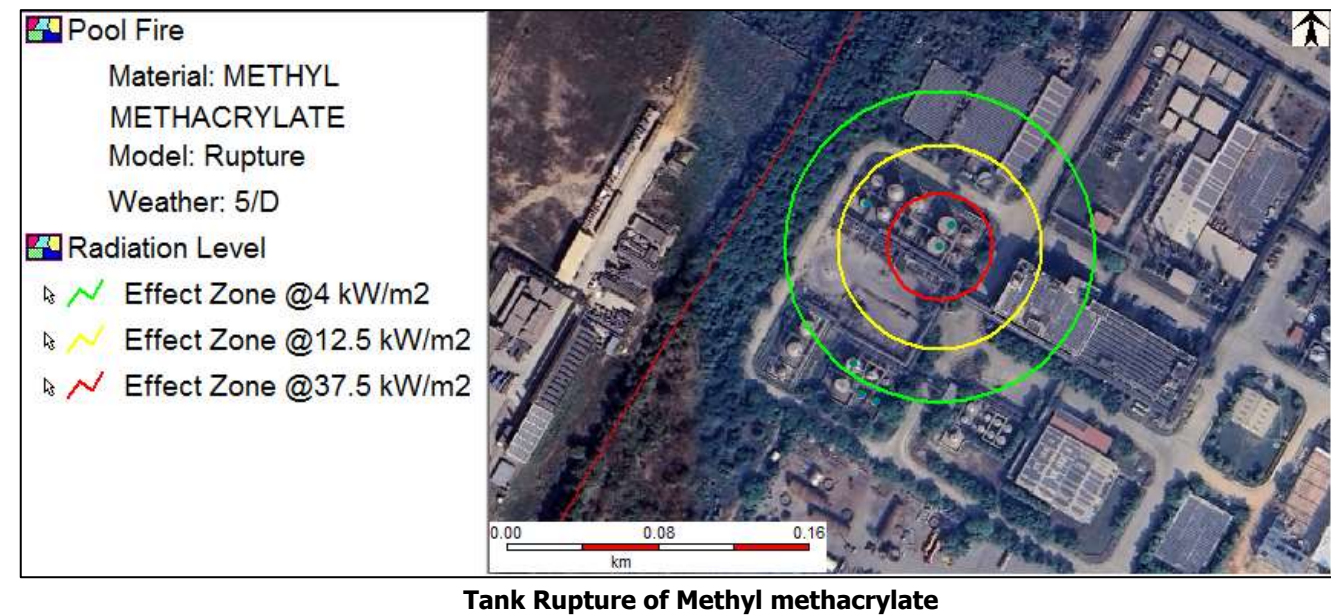 Pool Fire
Material: METHYL
METHACRYLATE
Model: Rupture
Weather: 5/D
Radiation Level
Effect Zone @4 kW/m2
Effect Zone @12.5 kW/m2
Effect Zone @37.5 kW/m2
0.00 0.08 0.16
km
Tank Rupture of Methyl methacrylate